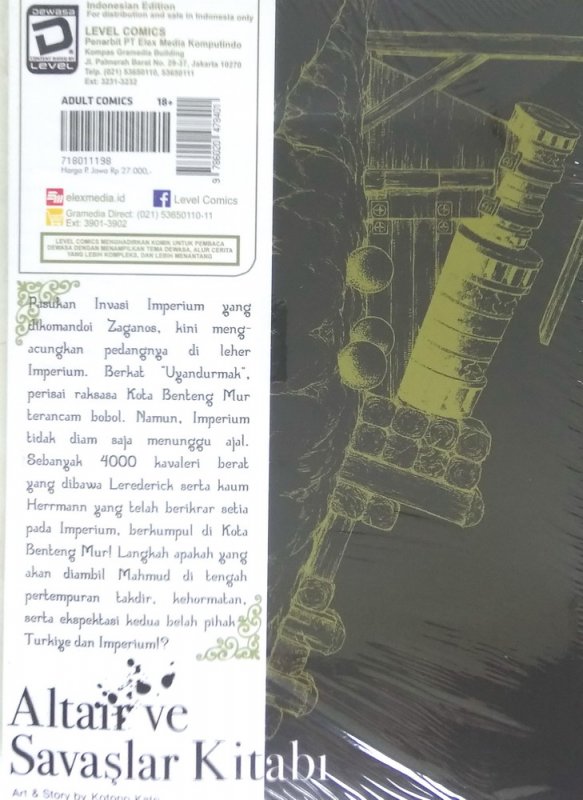 Dewasa
D
LEVEL
Indonesian Edition
For distribution and sale in Indonesia only
LEVEL COMICS
Penerbit PT Elex Media Komputindo
Kompas Gramedia Building
Jl. Palmerah Barat No. 29-37, Jakarta 10270
Telp. (021) 53650110, 53650111
Ext: 3231-3232
ADULT COMICS 18+
718011198
Harga P. Jawa Rp 27.000,-
9 786020 478401
elexmedia.id
Level Comics
Gramedia Direct: (021) 53650110-11
Ext: 3901-3902
LEVEL COMICS MENGHADIRKAN KOMIK UNTUK PEMBACA
DEWASA DENGAN MENAMPILKAN TEMA DEWASA, ALUR CERITA
YANG LEBIH KOMPLEKS, DAN LEBIH MENANTANG
Pasukan Invasi Imperium yang
dikomandoi Zaganos, kini meng-
acungkan pedangnya di leher
Imperium. Berkat "Uyandurmak",
perisai raksasa Kota Benteng Mur
terancam bobol. Namun, Imperium
tidak diam saja menunggu ajal.
Sebanyak 4000 kavaleri berat
yang dibawa Lerederick serta kaum
Herrmann yang telah berikrar setia
pada Imperium, berkumpul di Kota
Benteng Mur! Langkah apakah yang
akan diambil Mahmud di tengah
pertempuran takdir, kehormatan,
serta ekspektasi kedua belah pihak
Turkiye dan Imperium!?
Altair ve
Savaşlar Kitabı
Art & Story by Kotono Kato